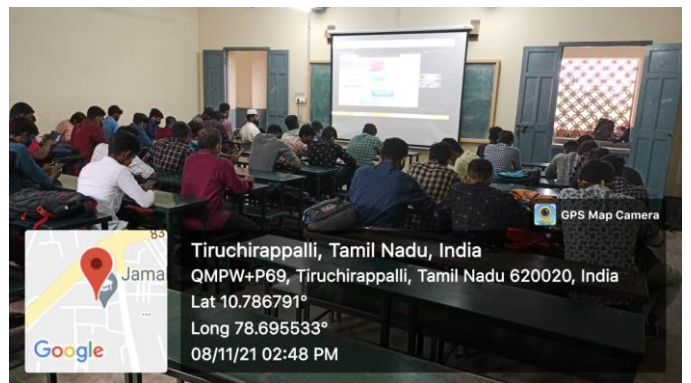 GPS Map Camera
83
Jama
Google
Tiruchirappalli, Tamil Nadu, India
QMPW+P69, Tiruchirappalli, Tamil Nadu 620020, India
Lat 10.786791°
Long 78.695533°
08/11/21 02:48 PM